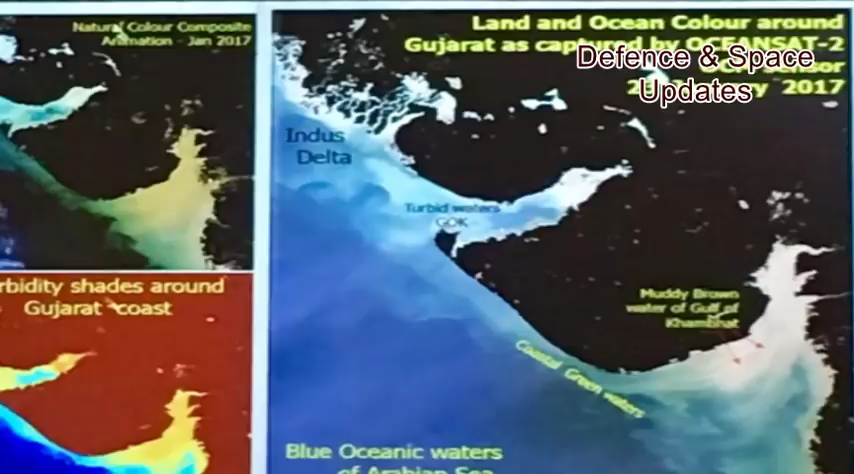 Natural Colour Composite
Animation - Jan 2017
Land and Ocean Colour around
Gujarat as captured by OCEANSAT-2
Defence & Space
Updates
sensor
2017
Indus
Delta
Turbid waters
GOK
Muddy Brown
water of Gulf of
Khambhat
Coastal Green waters
rbidity shades around
Gujarat coast
Blue Oceanic waters
of Arabian Sea